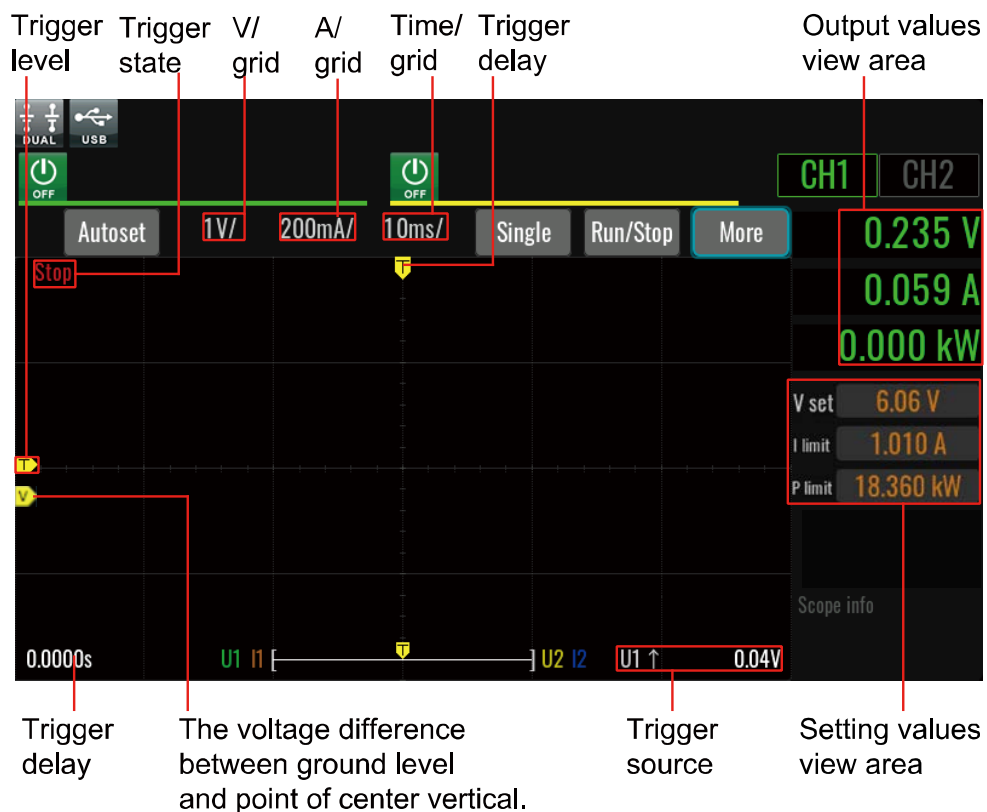 Trigger level
Trigger state
V/ grid
A/ grid
Time/ grid
Trigger delay
Output values view area
DUAL
USB
OFF
OFF
CH1
CH2
Autoset
1V/
200mA/
10ms/
Single
Run/Stop
More
0.235 V
Stop
T
0.059 A
0.000 kW
V set 6.06 V
I limit 1.010 A
T
P limit 18.360 kW
V
Scope info
0.0000s
U1 I1 [
T
] U2 I2
U1 ↑ 0.04V
Trigger delay
The voltage difference
between ground level
and point of center vertical.
Trigger source
Setting values view area